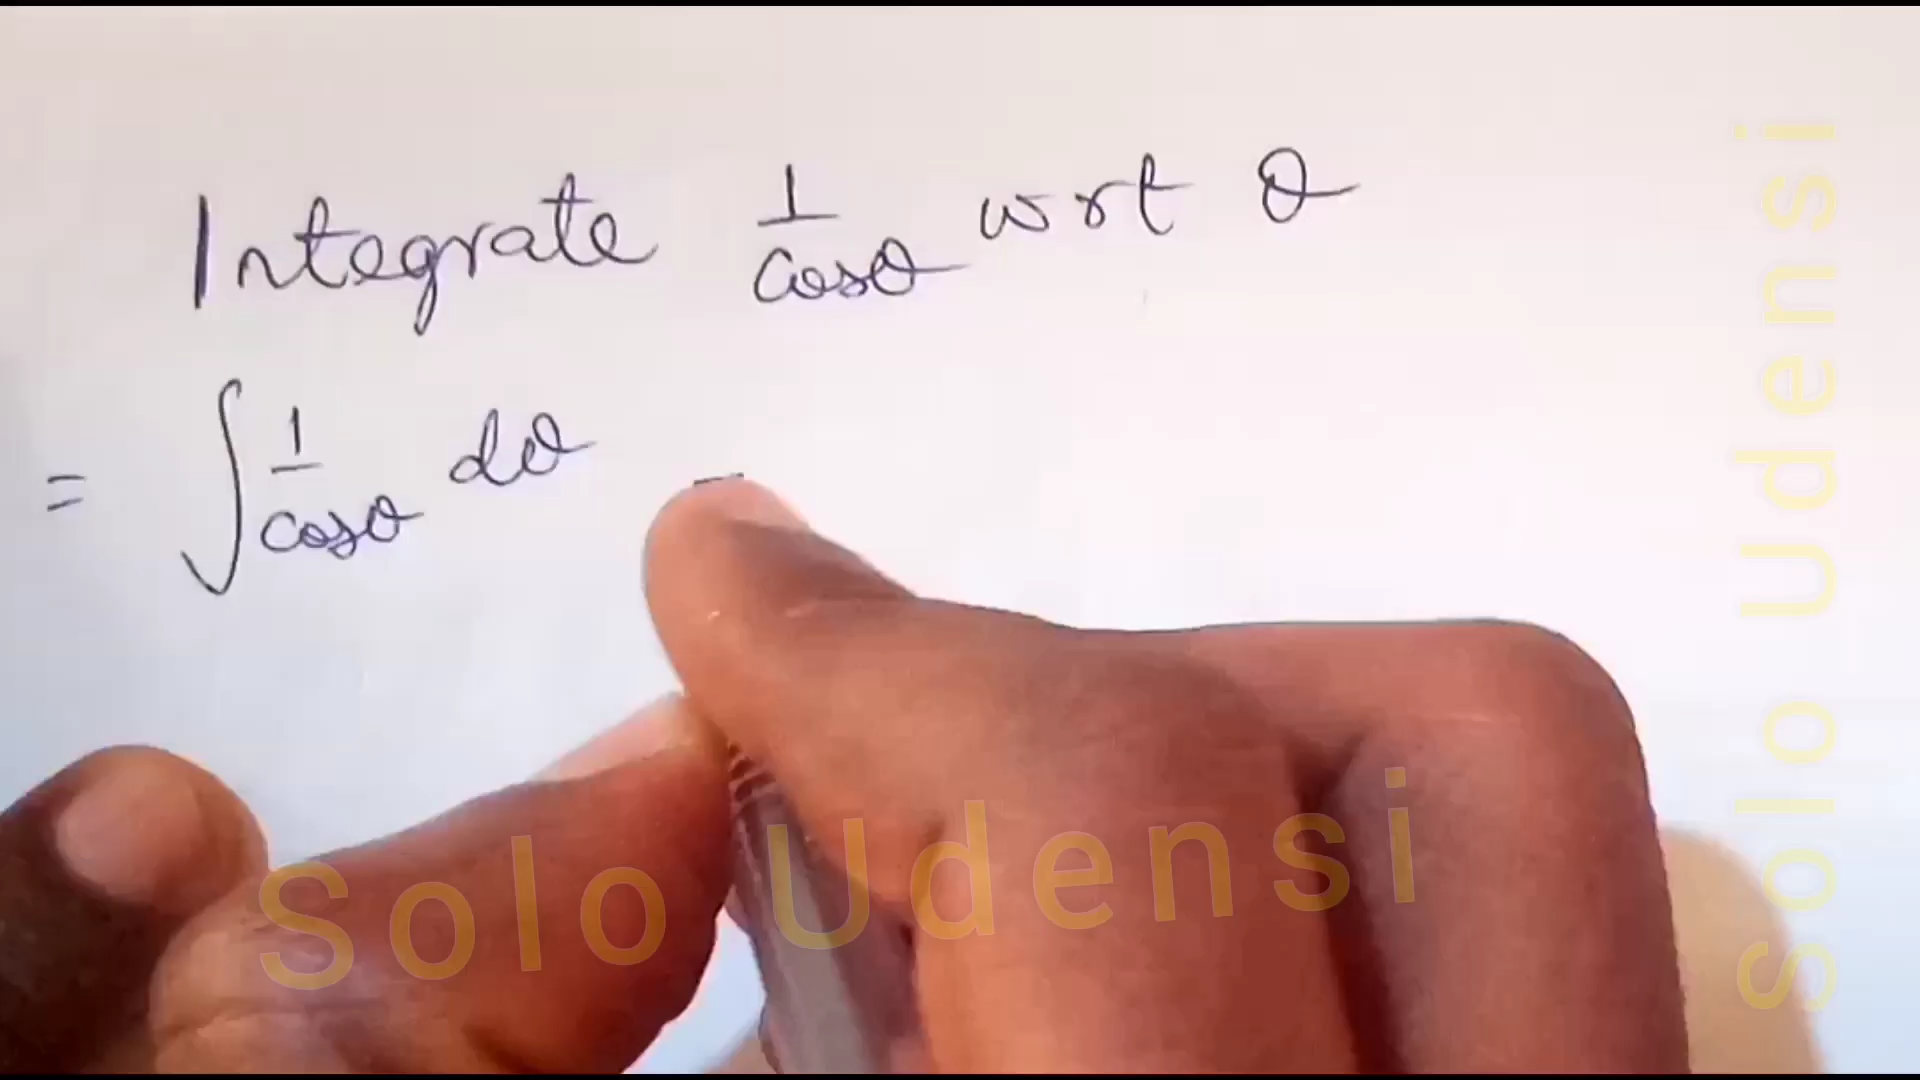 Integrate 1/cosθ wrt θ
= ∫ 1/cosθ dθ
Solo Udensi
Solo Udensi